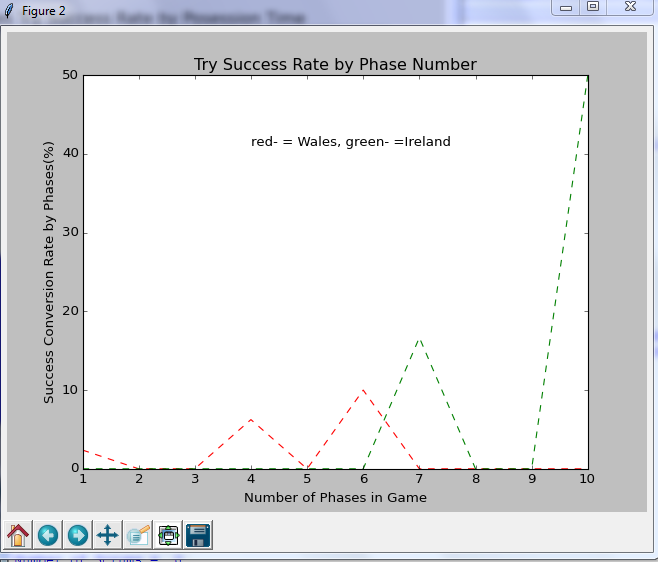 Figure 2
Try Success Rate by Phase Number
red- = Wales, green- =Ireland
Success Conversion Rate by Phases(%)
50
40
30
20
10
0
1 2 3 4 5 6 7 8 9 10
Number of Phases in Game